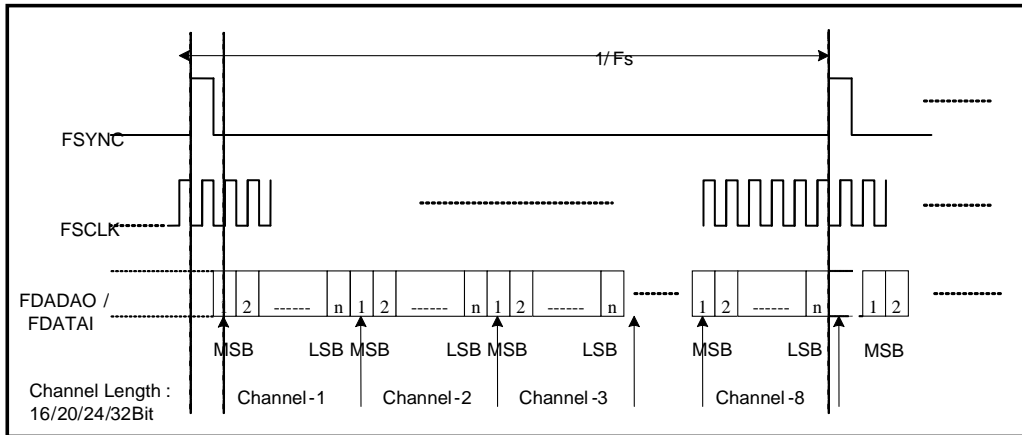 1/ Fs
FSYNC
FSCLK
FDADAO /
FDATAI
1 2 ------ n 1 2 ------ n 1 2 ------ n 1 2 ------ n 1 2
MSB LSB MSB LSB MSB LSB MSB LSB MSB
Channel Length :
16/20/24/32Bit
Channel-1 Channel-2 Channel-3 Channel-8